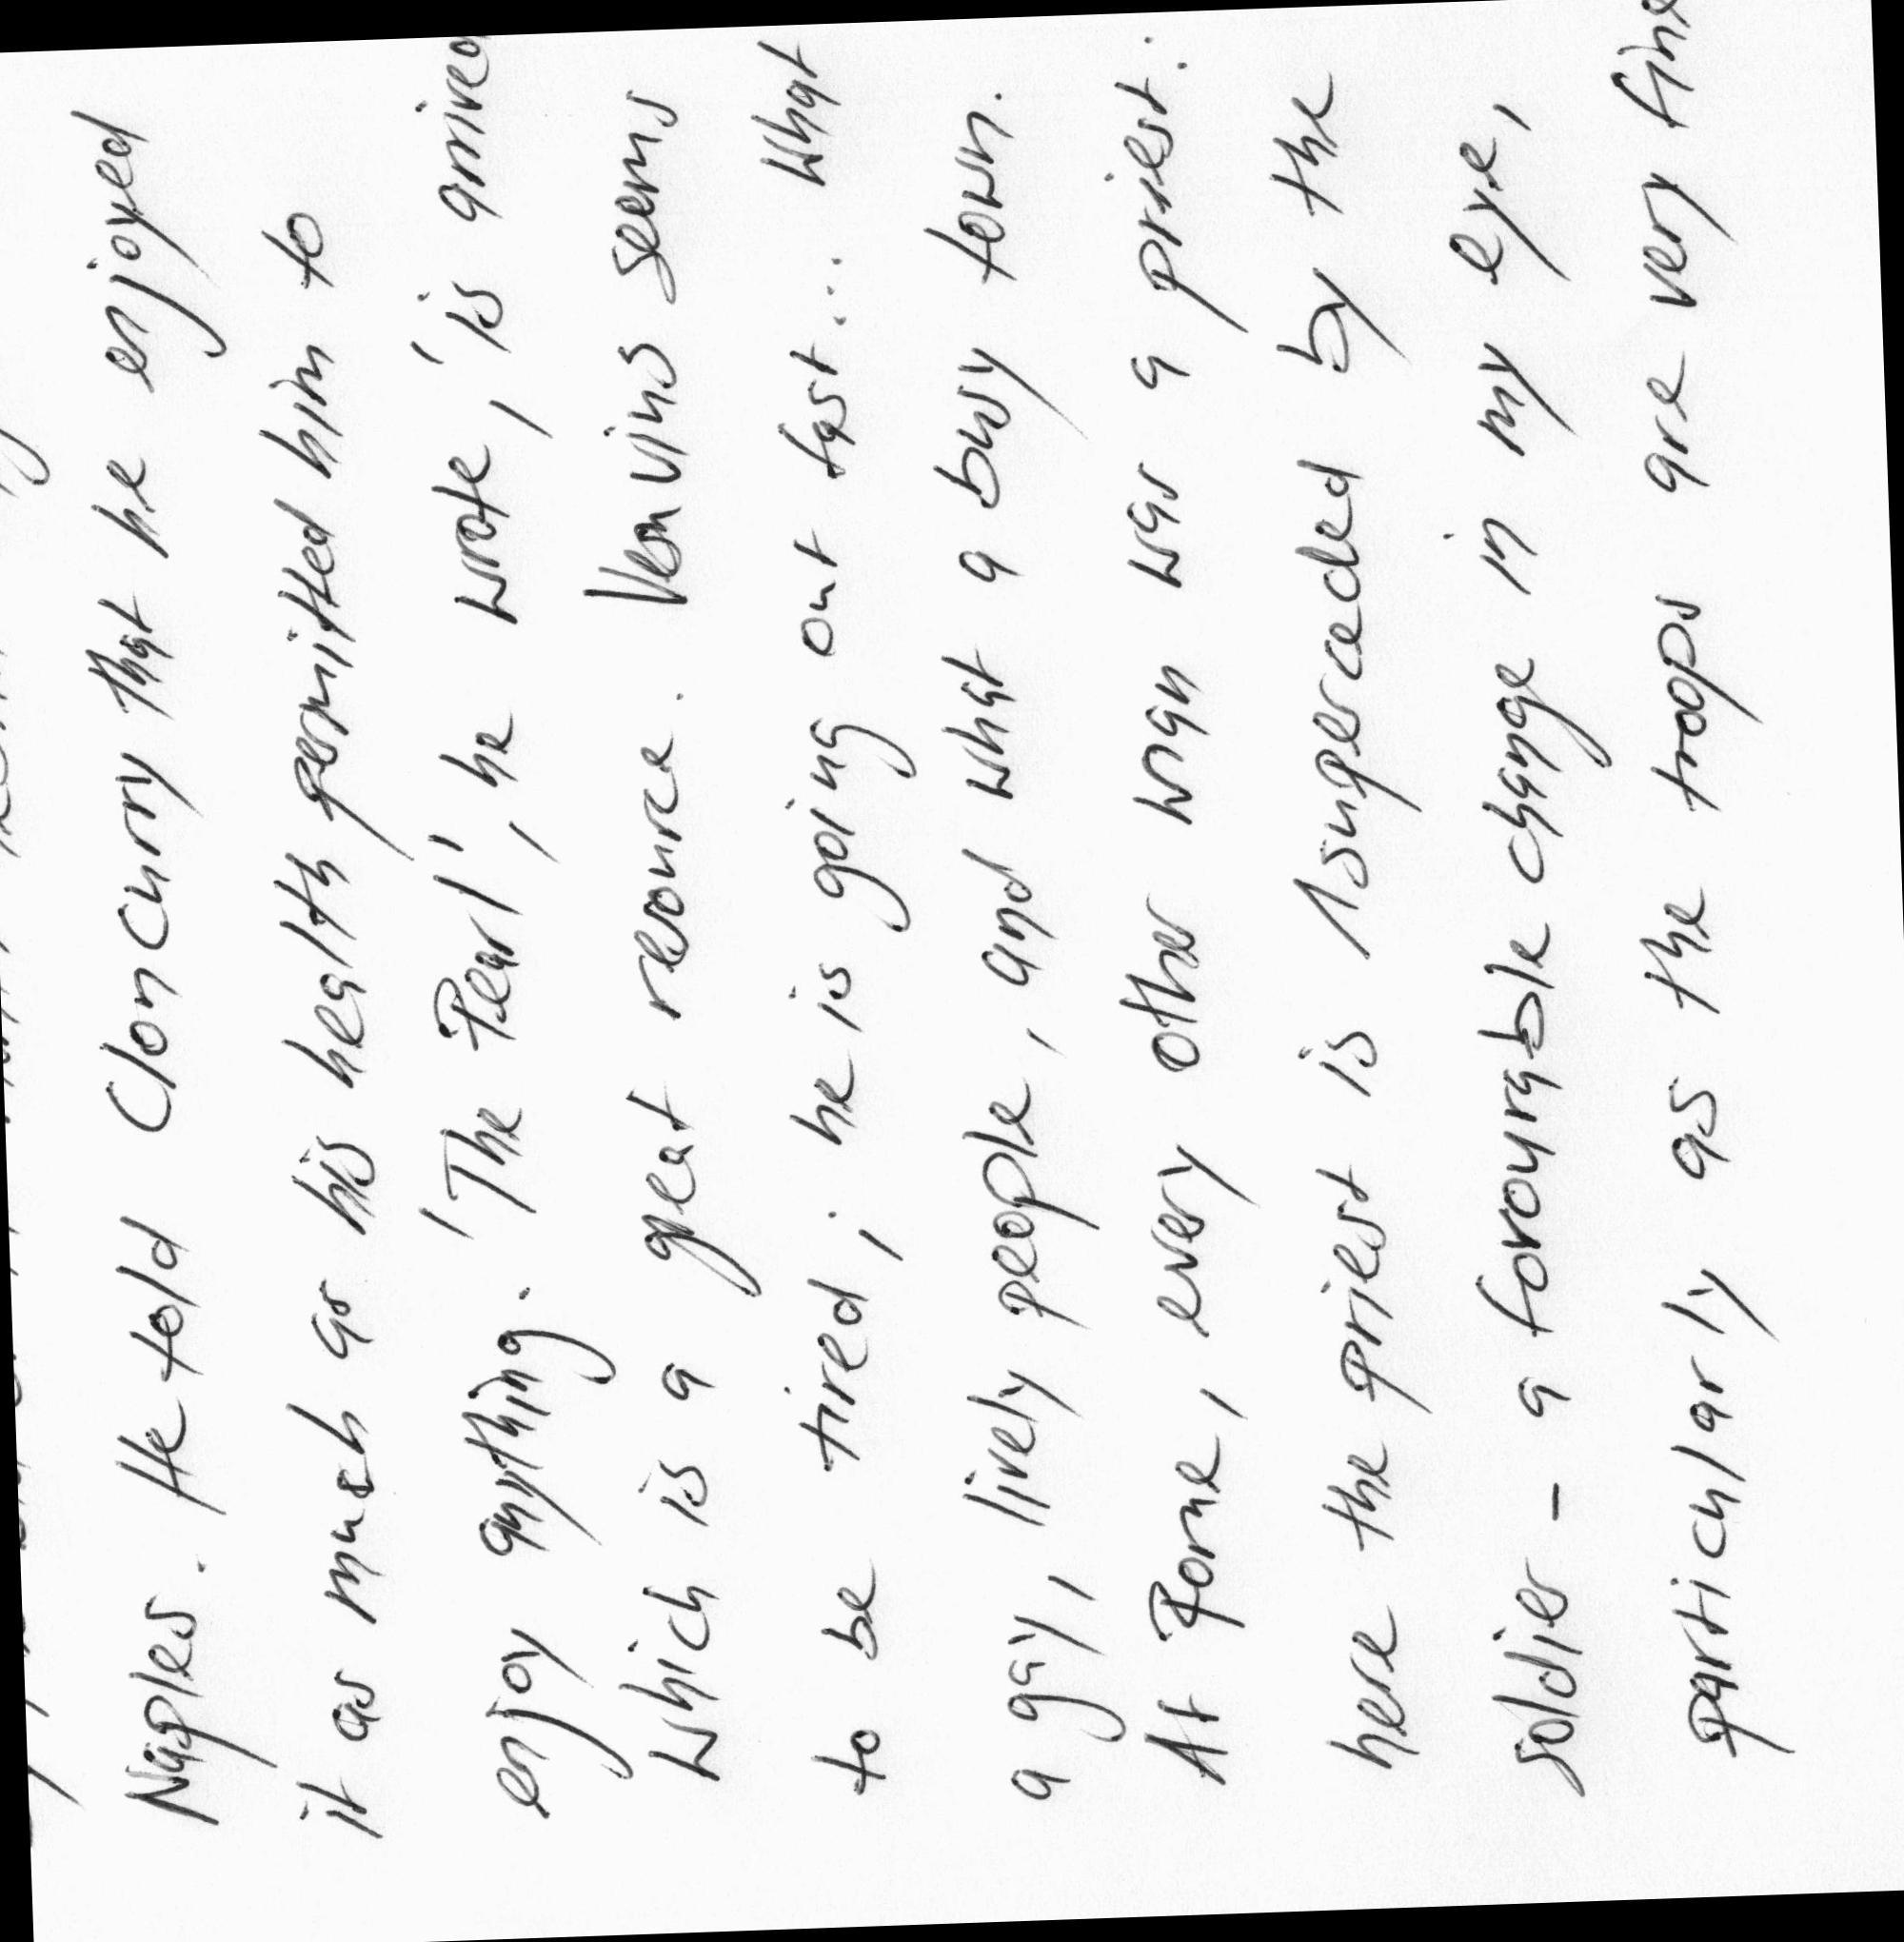 Naples. He told Cloncurry that he enjoyed
it as much as his health permitted him to
enjoy anything. 'The Pearl', he wrote, 'is arrived
which is a great resource. Vesuvius seems
to be tired; he is going out fast... What
a gay, lively people, and what a busy town.
At Rome, every other man was a priest:
here the priest is superceded by the
soldier - a favourable change in my eye,
particularly as the troops are very fine